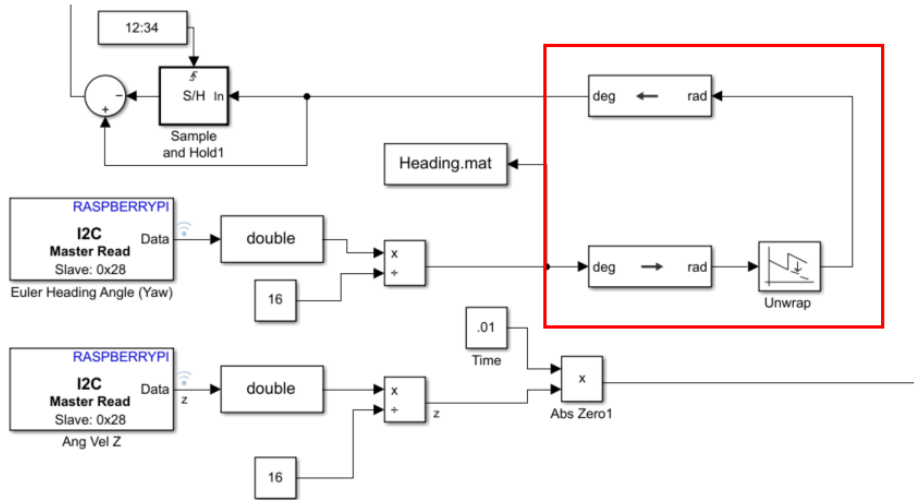 12:34
S/H In
Sample
and Hold1
deg rad
Heading.mat
RASPBERRYPI
I2C
Master Read
Slave: 0x28
Data
Euler Heading Angle (Yaw)
double
x
÷
16
deg rad
Unwrap
.01
Time
RASPBERRYPI
I2C
Master Read
Slave: 0x28
Data
z
Ang Vel Z
double
x
÷
z
16
x
Abs Zero1
+
−